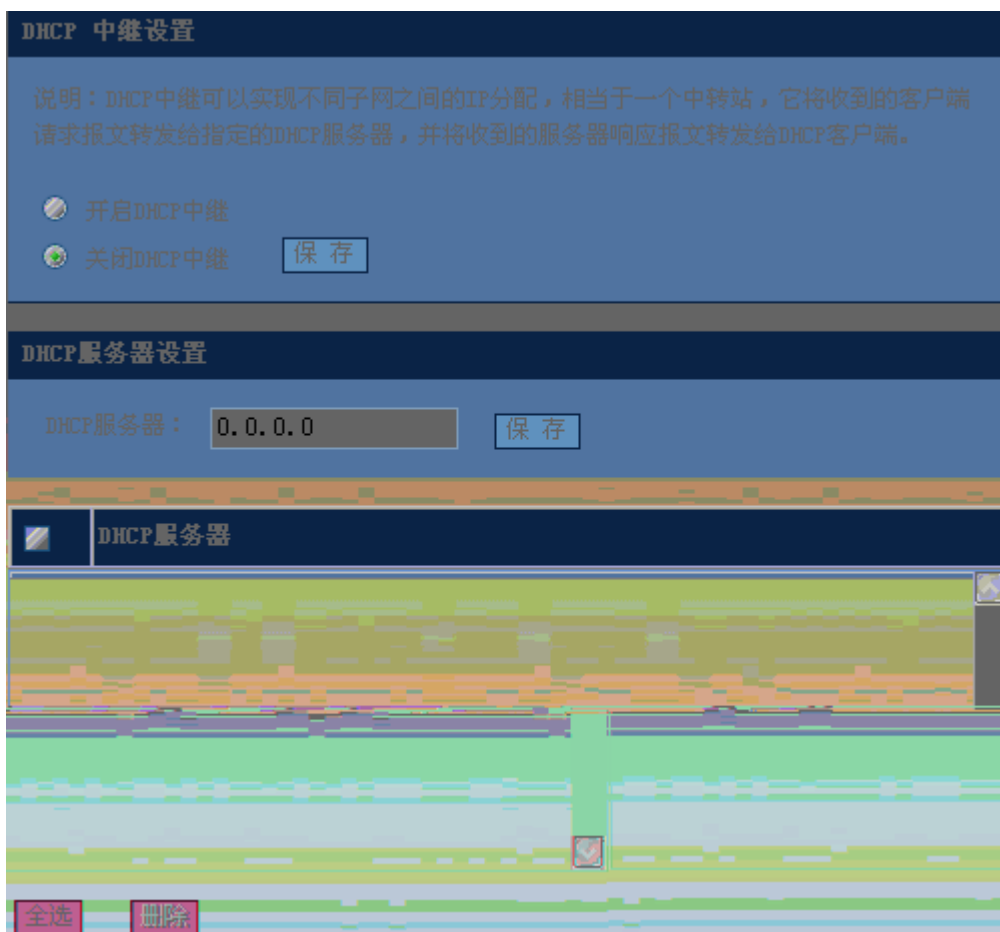 DHCP 中继设置
说明：DHCP中继可以实现不同子网之间的IP分配，相当于一个中转站，它将收到的客户端
请求报文转发给指定的DHCP服务器，并将收到的服务器响应报文转发给DHCP客户端。
开启DHCP中继
关闭DHCP中继 保 存
DHCP服务器设置
DHCP服务器： 0.0.0.0 保 存
DHCP服务器
全选 删除